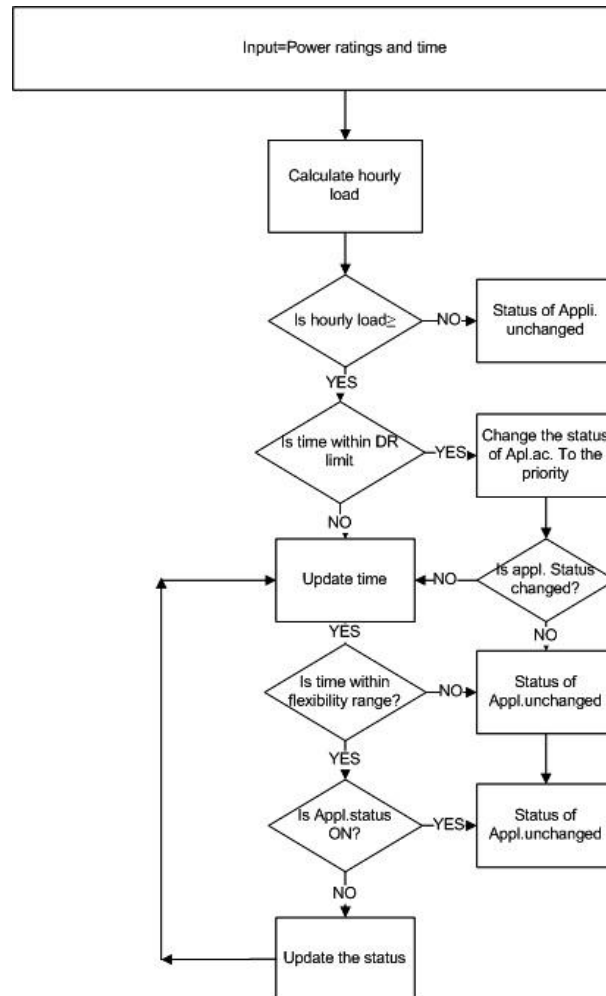 Input=Power ratings and time
Calculate hourly
load
Is hourly load≥
NO
Status of Appli.
unchanged
YES
Is time within DR
limit
YES
Change the status
of Apl.ac. To the
priority
NO
Update time
NO
Is appl. Status
changed?
YES
NO
Is time within
flexibility range?
NO
Status of
Appl.unchanged
YES
Is Appl.status
ON?
YES
Status of
Appl.unchanged
NO
Update the status